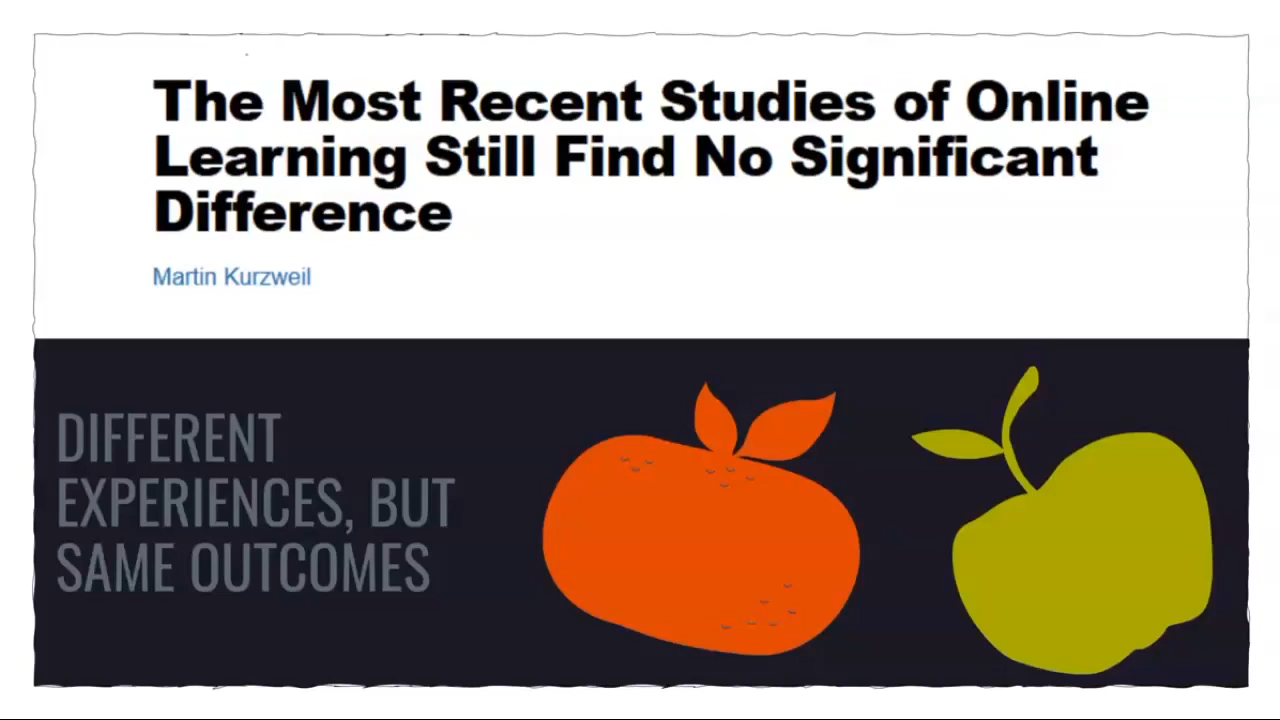 The Most Recent Studies of Online
Learning Still Find No Significant
Difference
Martin Kurzweil
DIFFERENT
EXPERIENCES, BUT
SAME OUTCOMES